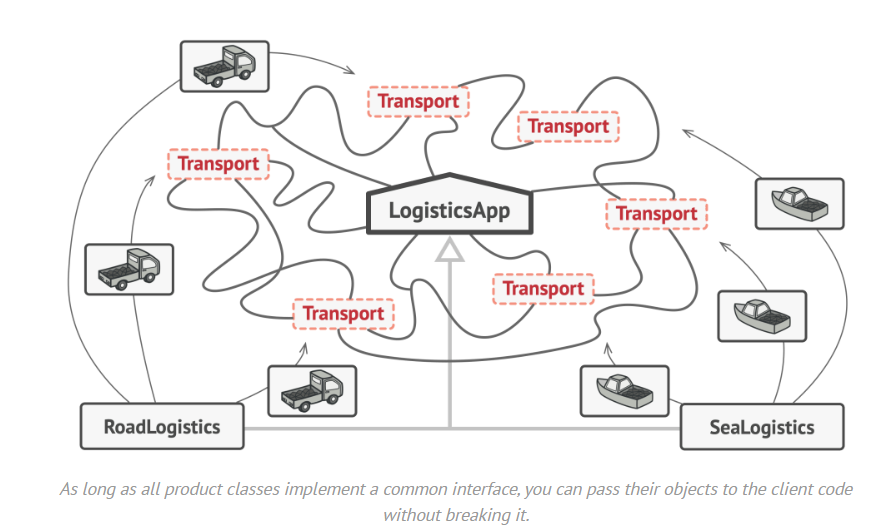 Transport
Transport
Transport
LogisticsApp
Transport
Transport
Transport
RoadLogistics
SeaLogistics
As long as all product classes implement a common interface, you can pass their objects to the client code
without breaking it.